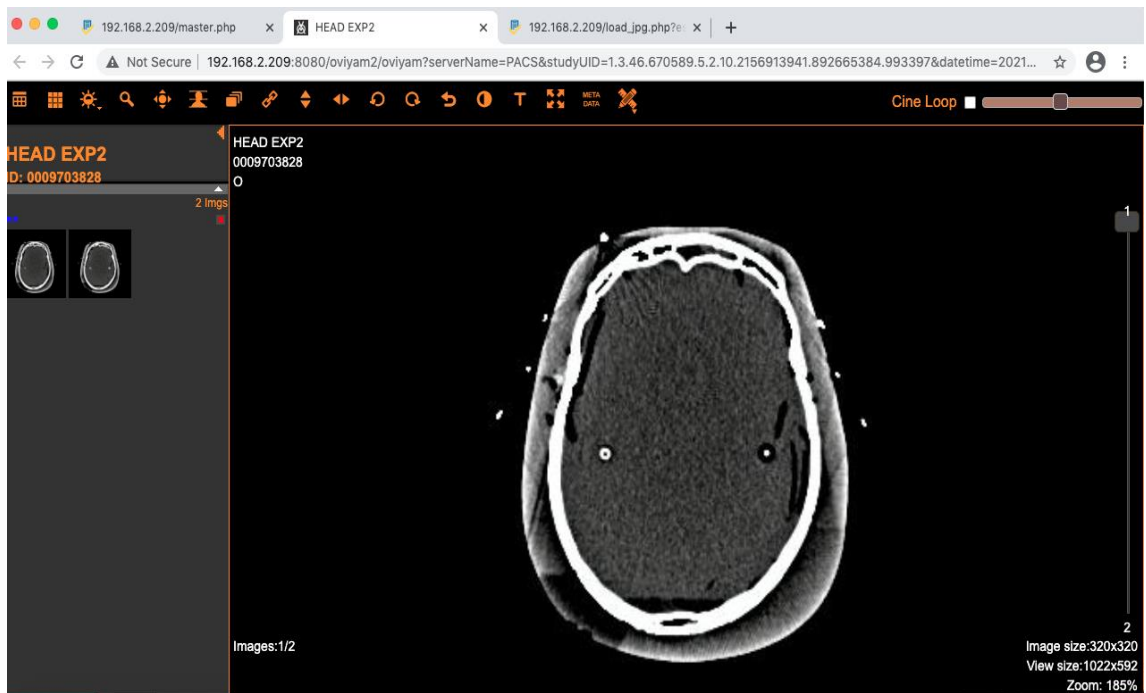 192.168.2.209/master.php
HEAD EXP2
192.168.2.209/load_jpg.php?e
Not Secure | 192.168.2.209:8080/oviyam2/oviyam?serverName=PACS&studyUID=1.3.46.670589.5.2.10.2156913941.892665384.993397&datetime=2021...
T
META
DATA
Cine Loop
HEAD EXP2
ID: 0009703828
2 Imgs
HEAD EXP2
0009703828
O
1
2
Images:1/2
Image size:320x320
View size:1022x592
Zoom: 185%